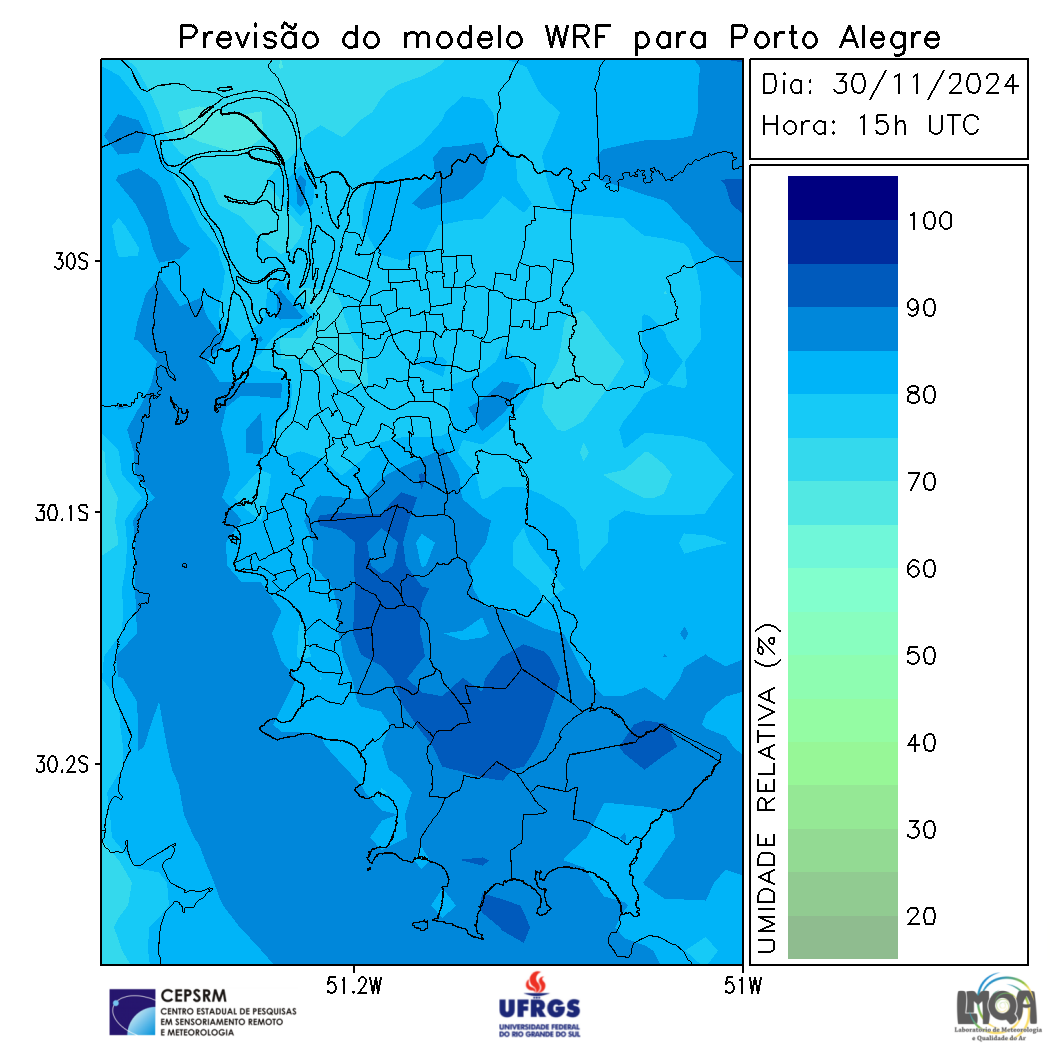 Previsão do modelo WRF para Porto Alegre
Dia: 30/11/2024
Hora: 15h UTC
30S
30.1S
30.2S
51.2W
51W
100
90
80
70
60
50
40
30
20
UMIDADE RELATIVA (%)
CEPSRM
CENTRO ESTADUAL DE PESQUISAS
EM SENSORIAMENTO REMOTO
E METEOROLOGIA
UFRGS
UNIVERSIDADE FEDERAL
DO RIO GRANDE DO SUL
LMQA
Laboratório de Meteorologia
e Qualidade do Ar